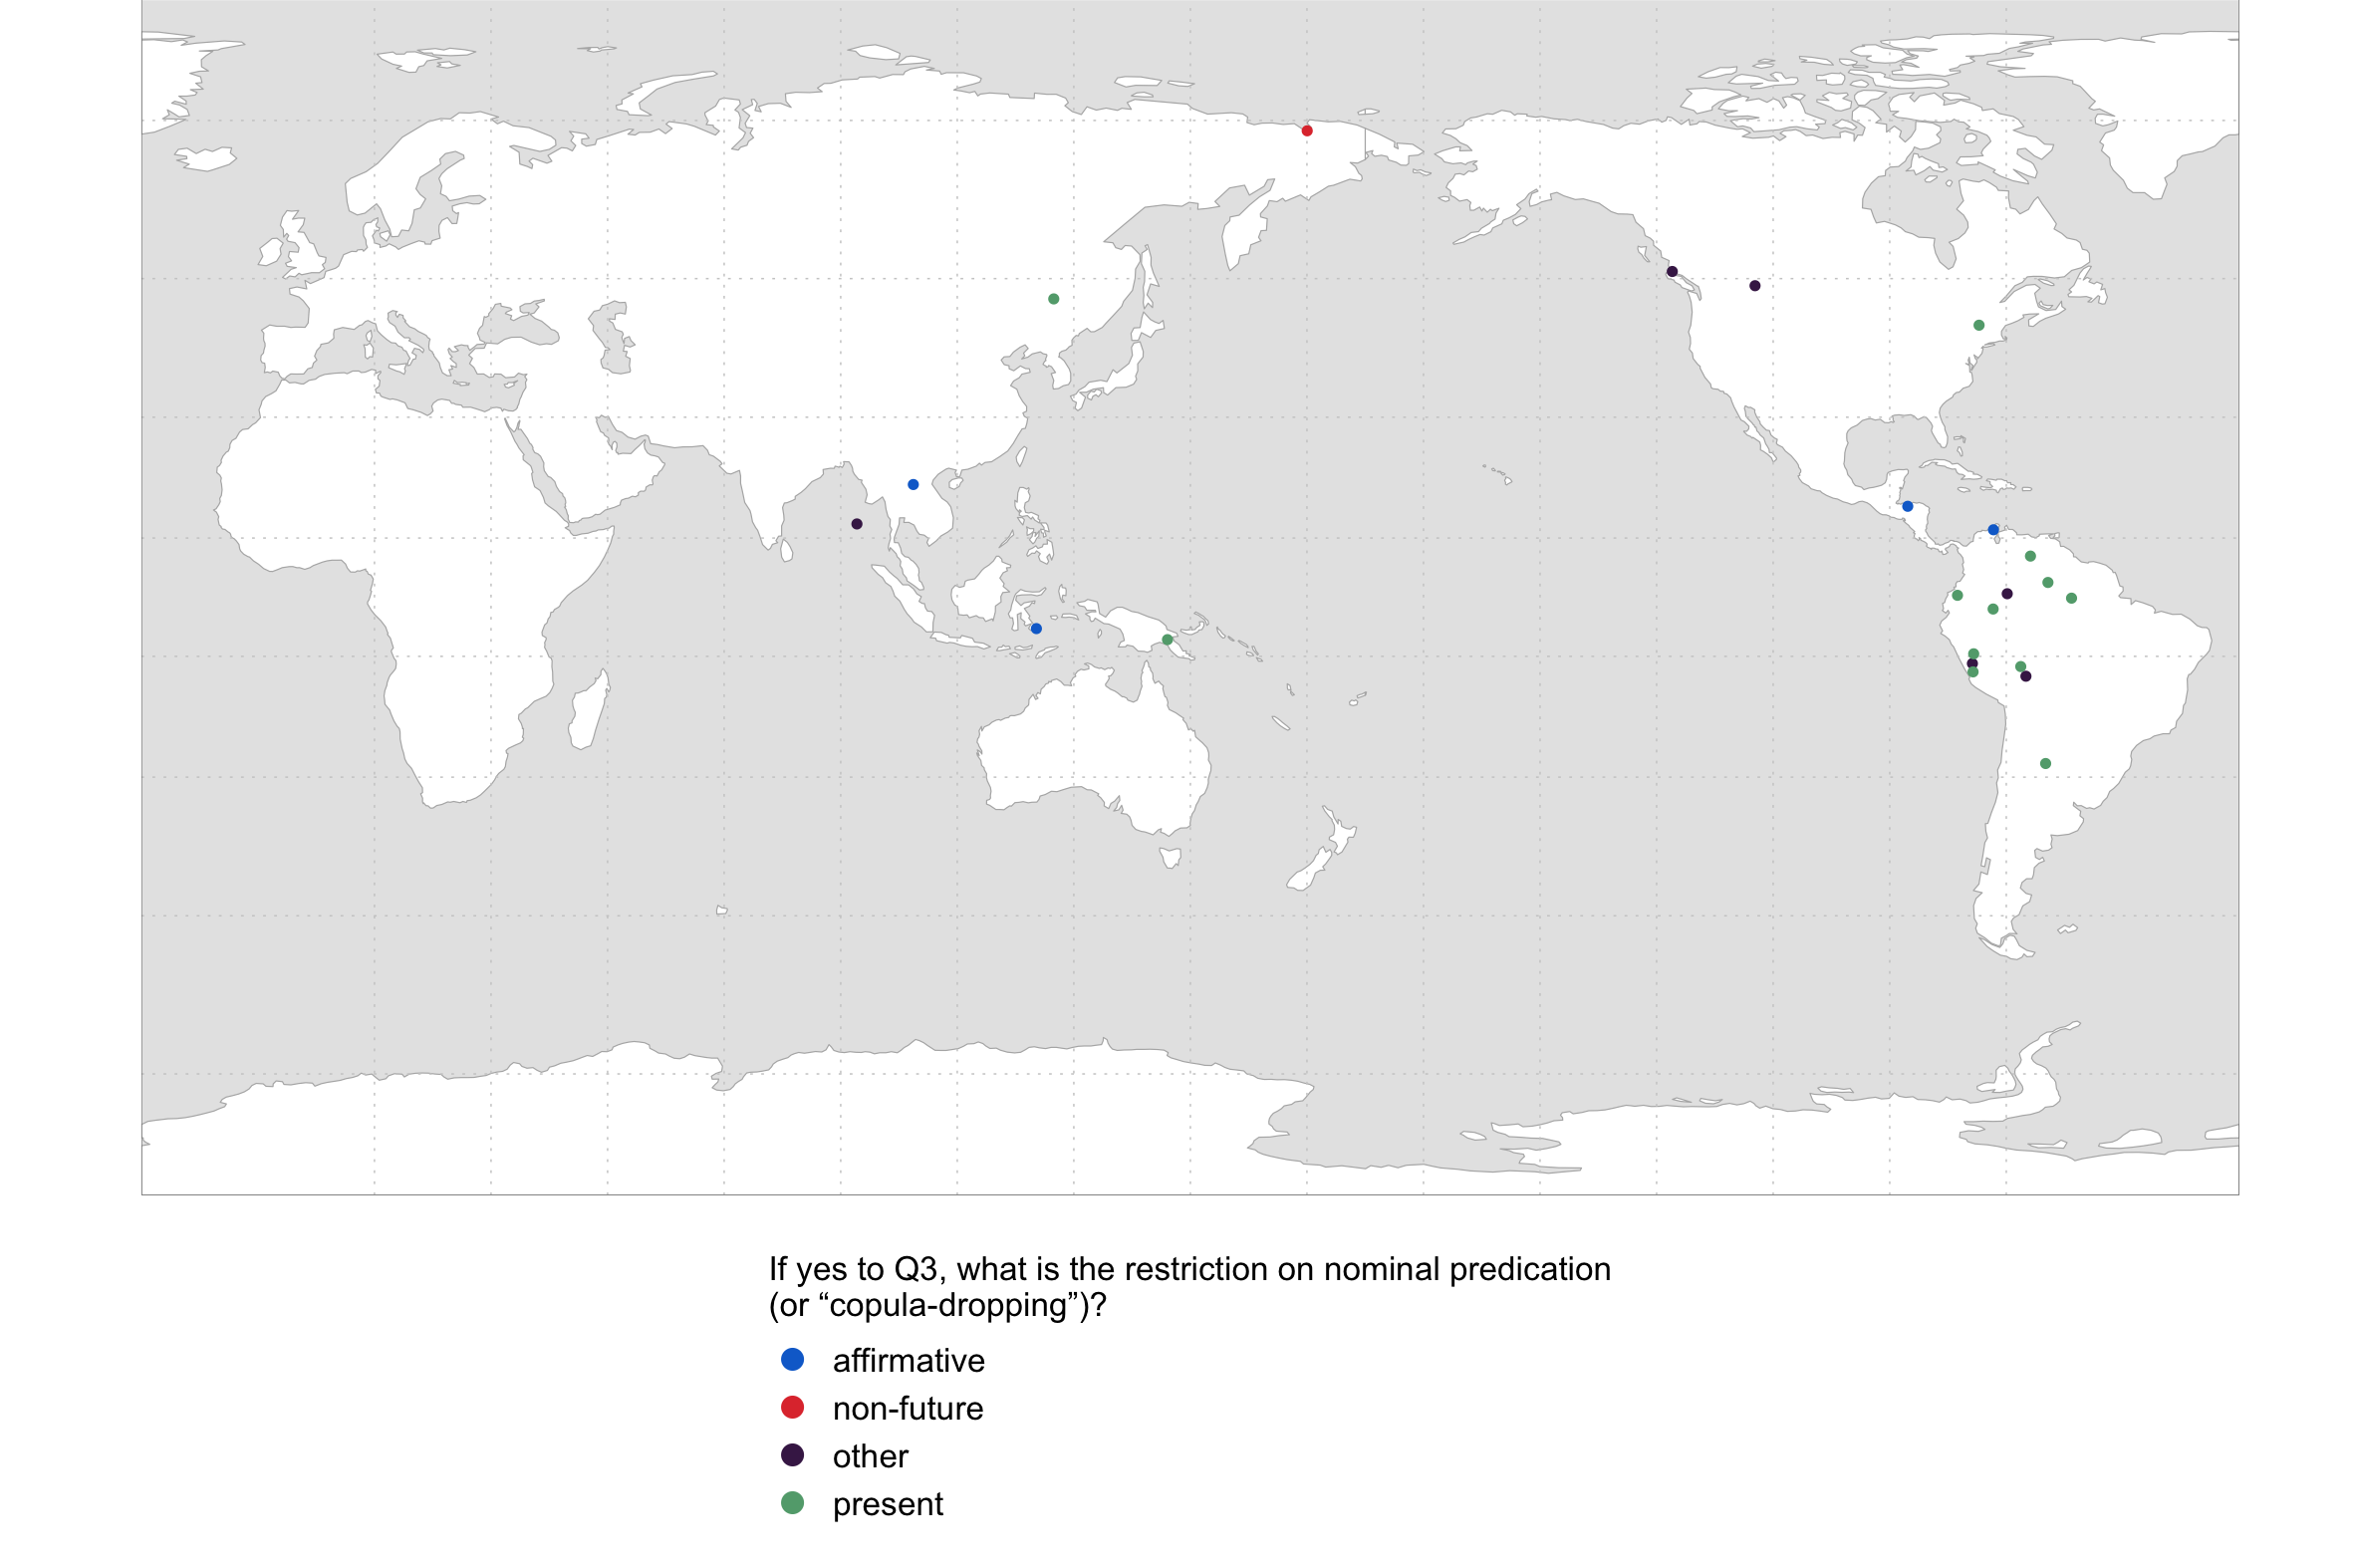 If yes to Q3, what is the restriction on nominal predication
(or “copula-dropping”)?
affirmative
non-future
other
present